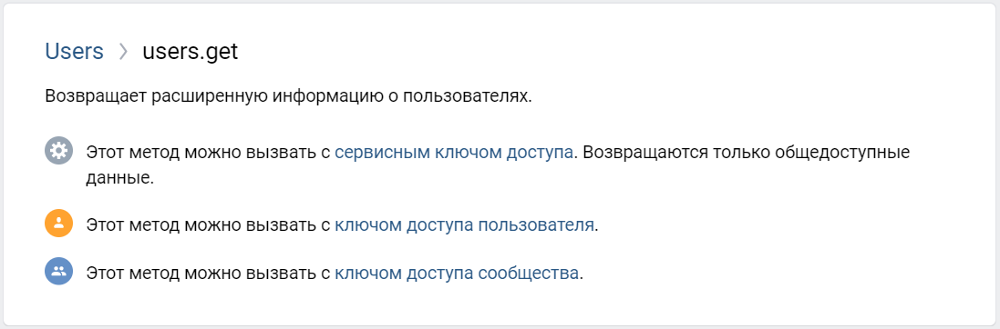 Users > users.get
Возвращает расширенную информацию о пользователях.
Этот метод можно вызвать с сервисным ключом доступа. Возвращаются только общедоступные
данные.
Этот метод можно вызвать с ключом доступа пользователя.
Этот метод можно вызвать с ключом доступа сообщества.